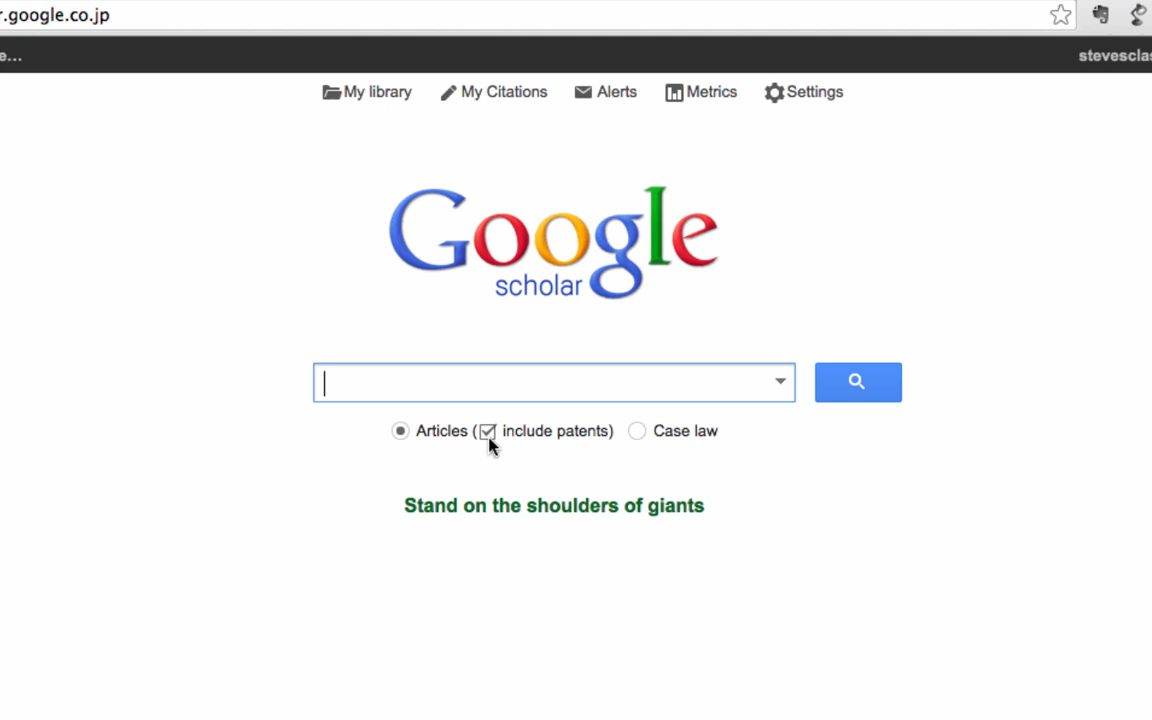 r.google.co.jp
e... stevescla
My library My Citations Alerts Metrics Settings
Google
scholar
Articles ( include patents) Case law
Stand on the shoulders of giants